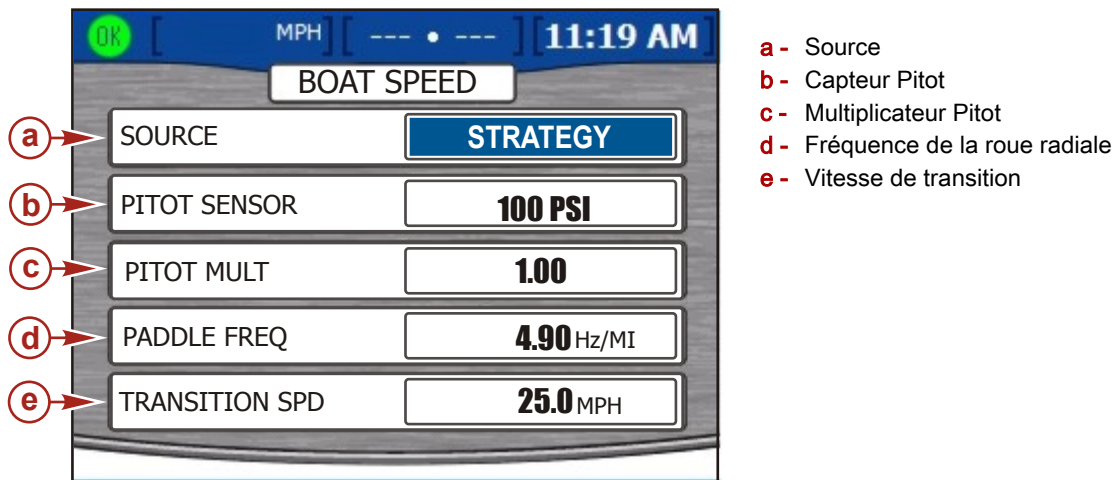 OK [ MPH ] [ --- • --- ] [ 11:19 AM ]
BOAT SPEED
a SOURCE STRATEGY
b PITOT SENSOR 100 PSI
c PITOT MULT 1.00
d PADDLE FREQ 4.90 Hz/MI
e TRANSITION SPD 25.0 MPH
a - Source
b - Capteur Pitot
c - Multiplicateur Pitot
d - Fréquence de la roue radiale
e - Vitesse de transition